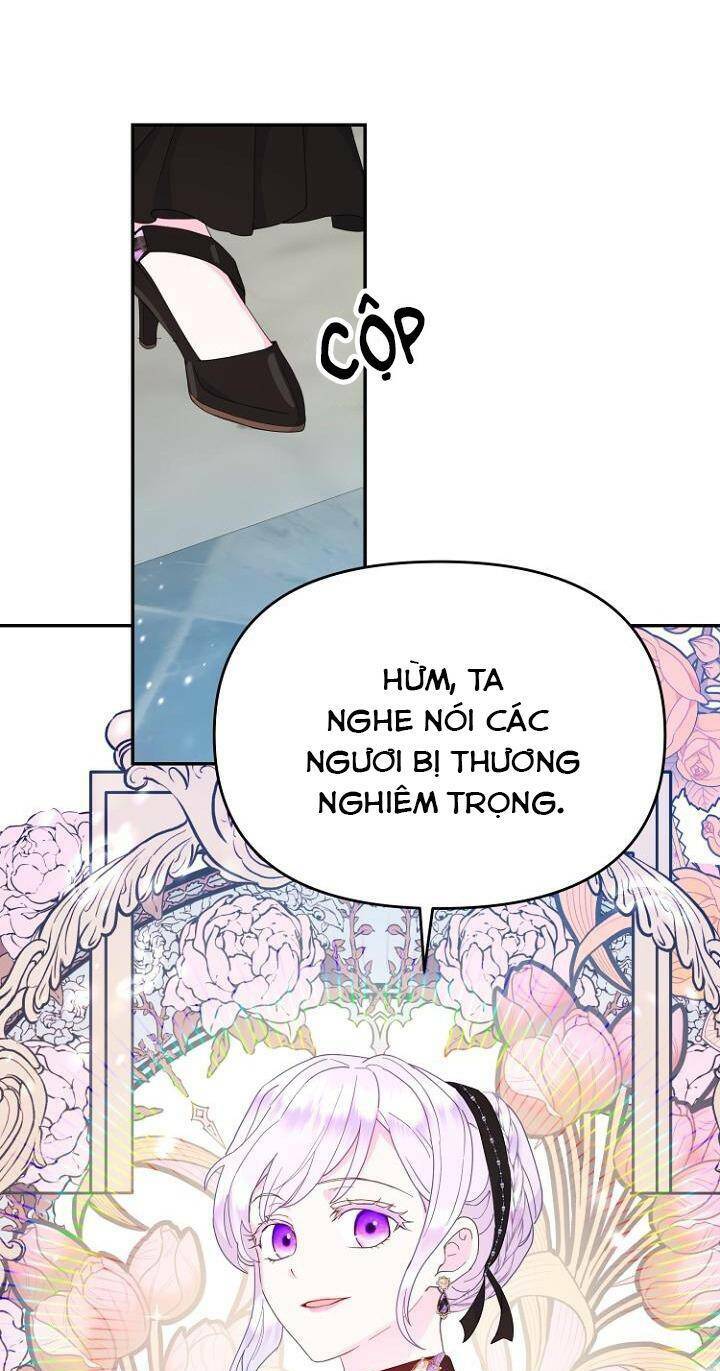 CỘP
HỪM, TA
NGHE NÓI CÁC
NGƯƠI BỊ THƯƠNG
NGHIÊM TRỌNG.